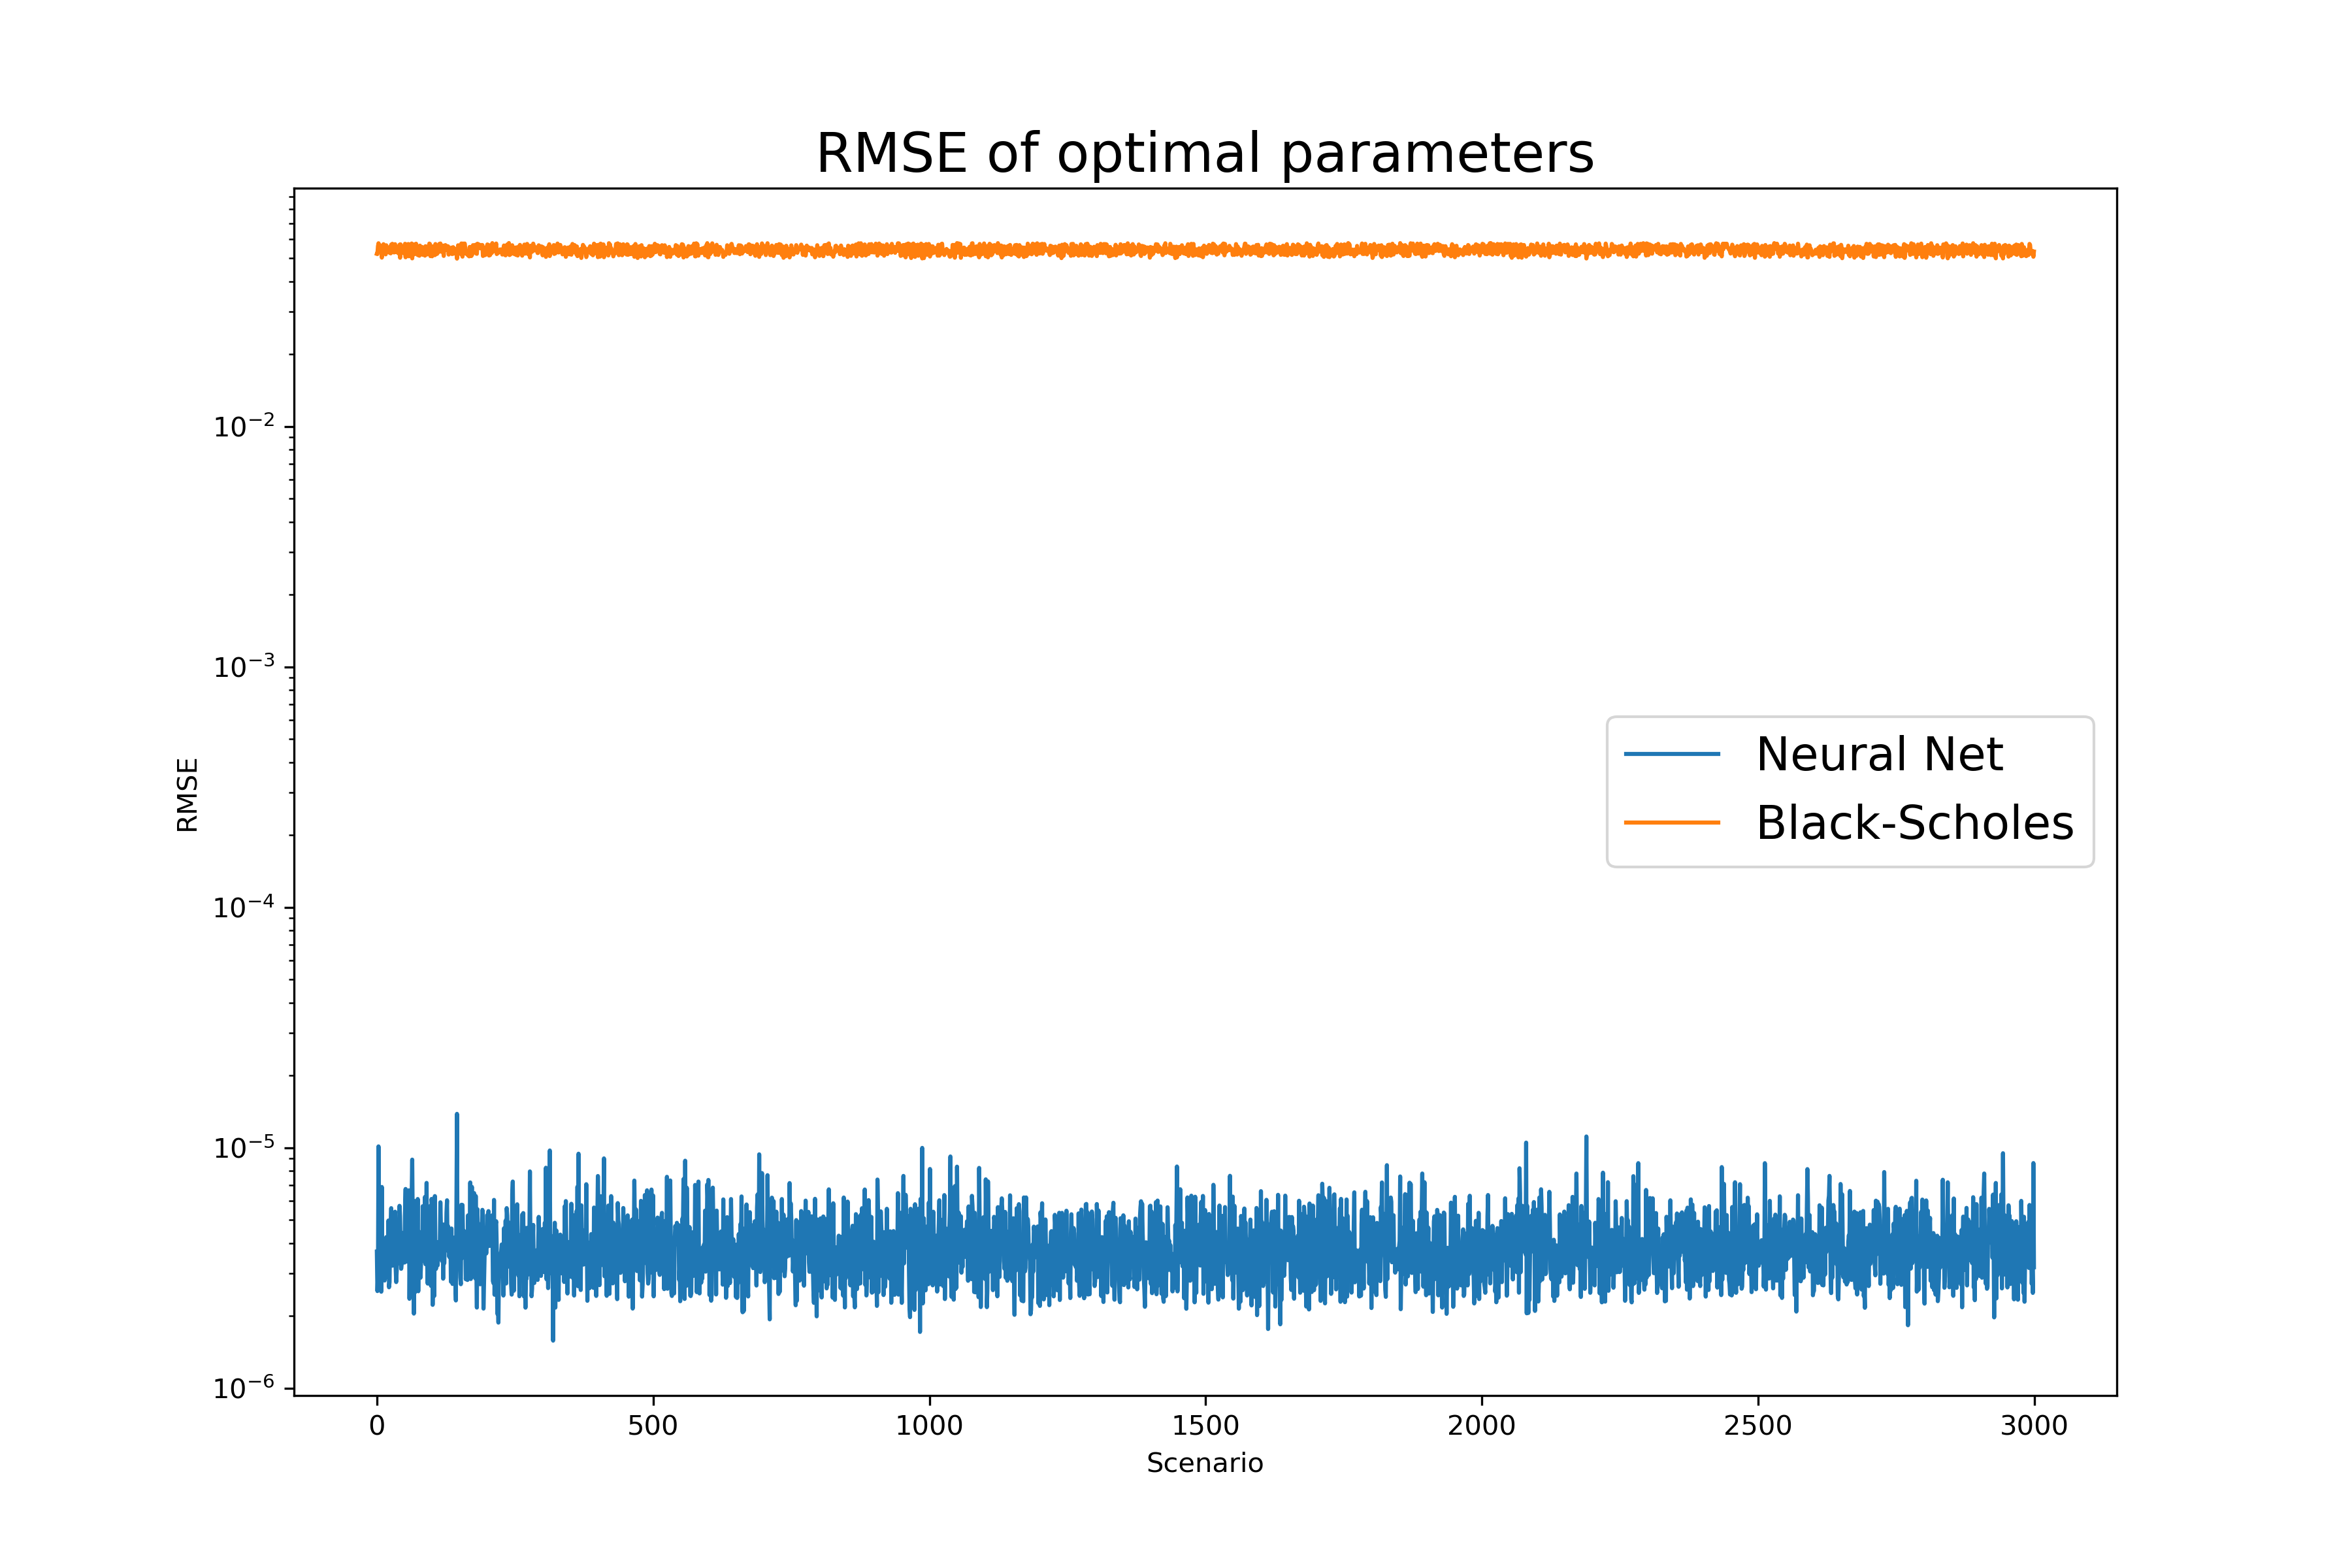 RMSE of optimal parameters
10⁻²
10⁻³
10⁻⁴
10⁻⁵
10⁻⁶
RMSE
Neural Net
Black-Scholes
0 500 1000 1500 2000 2500 3000
Scenario